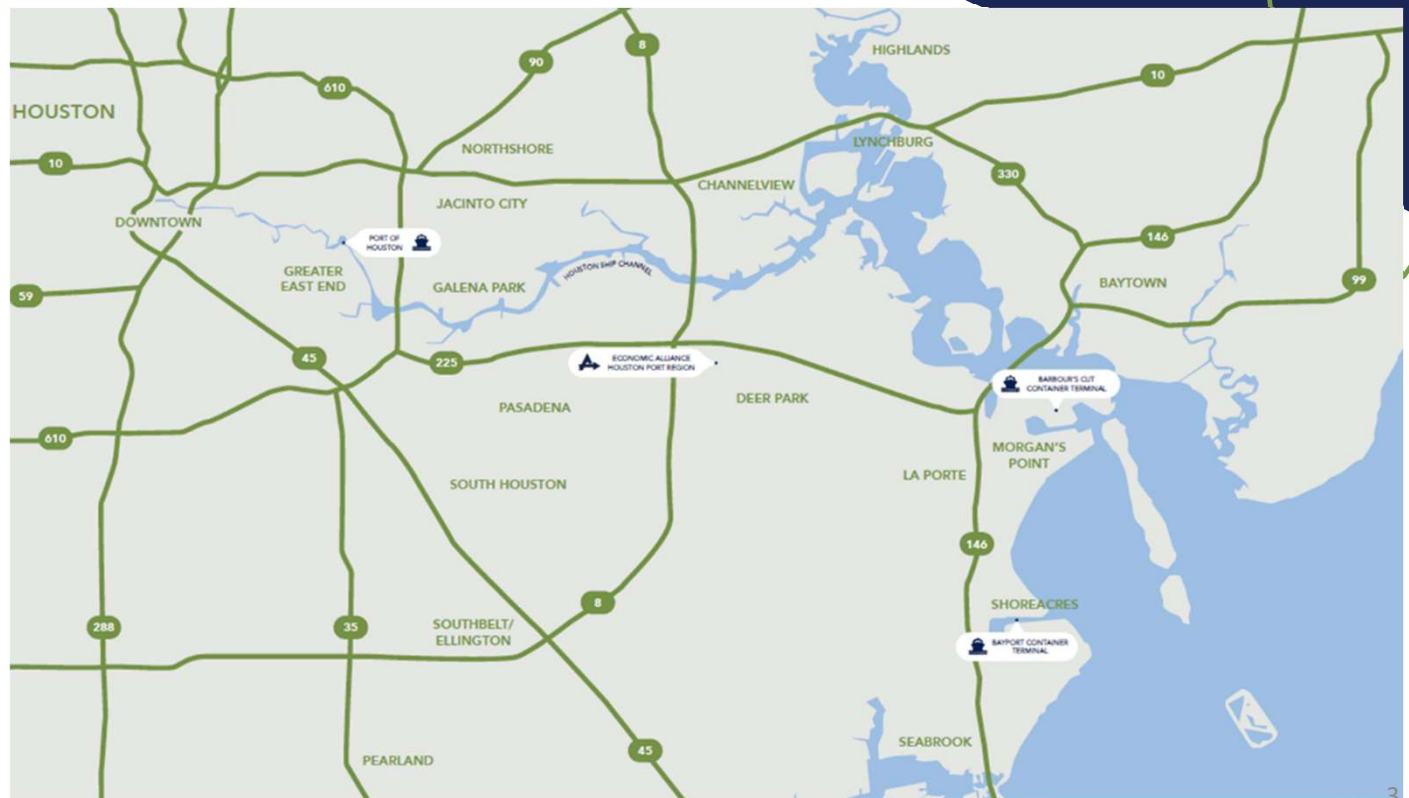 HIGHLANDS
8
90
10
610
HOUSTON
LYNCHBURG
NORTHSHORE
10
330
CHANNELVIEW
JACINTO CITY
DOWNTOWN
146
PORT OF
HOUSTON
HOUSTON SHIP CHANNEL
GREATER
EAST END
GALENA PARK
BAYTOWN
99
59
45
225
ECONOMIC ALLIANCE
HOUSTON PORT REGION
BARBOUR'S CUT
CONTAINER TERMINAL
DEER PARK
PASADENA
610
MORGAN'S
POINT
LA PORTE
SOUTH HOUSTON
146
8
SHOREACRES
288
35
SOUTHBELT/
ELLINGTON
BAYPORT CONTAINER
TERMINAL
SEABROOK
45
PEARLAND
3